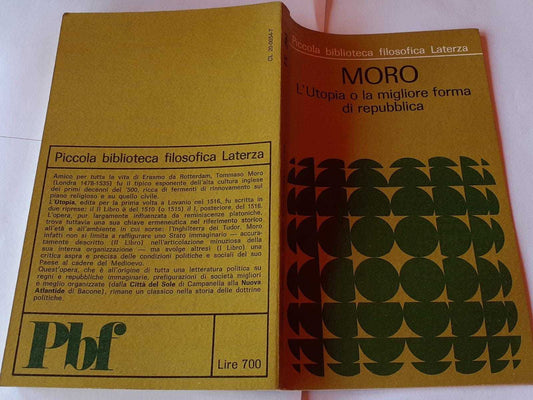 Piccola biblioteca filosofica Laterza
MORO
L'Utopia o la migliore forma
di repubblica
CL 20-0054-7
Piccola biblioteca filosofica Laterza
Amico per tutta la vita di Erasmo da Rotterdam, Tommaso Moro
(Londra 1478-1535) fu il tipico esponente dell'alta cultura inglese
dei primi decenni del '500, ricca di fermenti di rinnovamento sul
piano religioso e su quello civile.
L'Utopia, edita per la prima volta a Lovanio nel 1516, fu scritta in
due riprese: il II Libro è del 1510 (o 1515) il I, posteriore, del 1516.
L'opera, pur largamente influenzata da reminiscenze platoniche,
trova tuttavia una sua chiave ermeneutica nel riferimento storico
all'età e all'ambiente in cui sorse: l'Inghilterra dei Tudor. Moro
infatti non si limita a raffigurare uno Stato immaginario — accura-
tamente descritto (II Libro) nell'articolazione minuziosa della
sua interna organizzazione — ma svolge altresì (I Libro) una
critica aspra e precisa delle condizioni politiche e sociali del suo
Paese al cadere del Medioevo.
Quest'opera, che è all'origine di tutta una letteratura politica su
regni e repubbliche immaginarie, prefigurazioni di società migliori
e meglio organizzate (dalla Città del Sole di Campanella alla Nuova
Atlantide di Bacone), rimane un classico nella storia delle dottrine
politiche.
Pbf
Lire 700